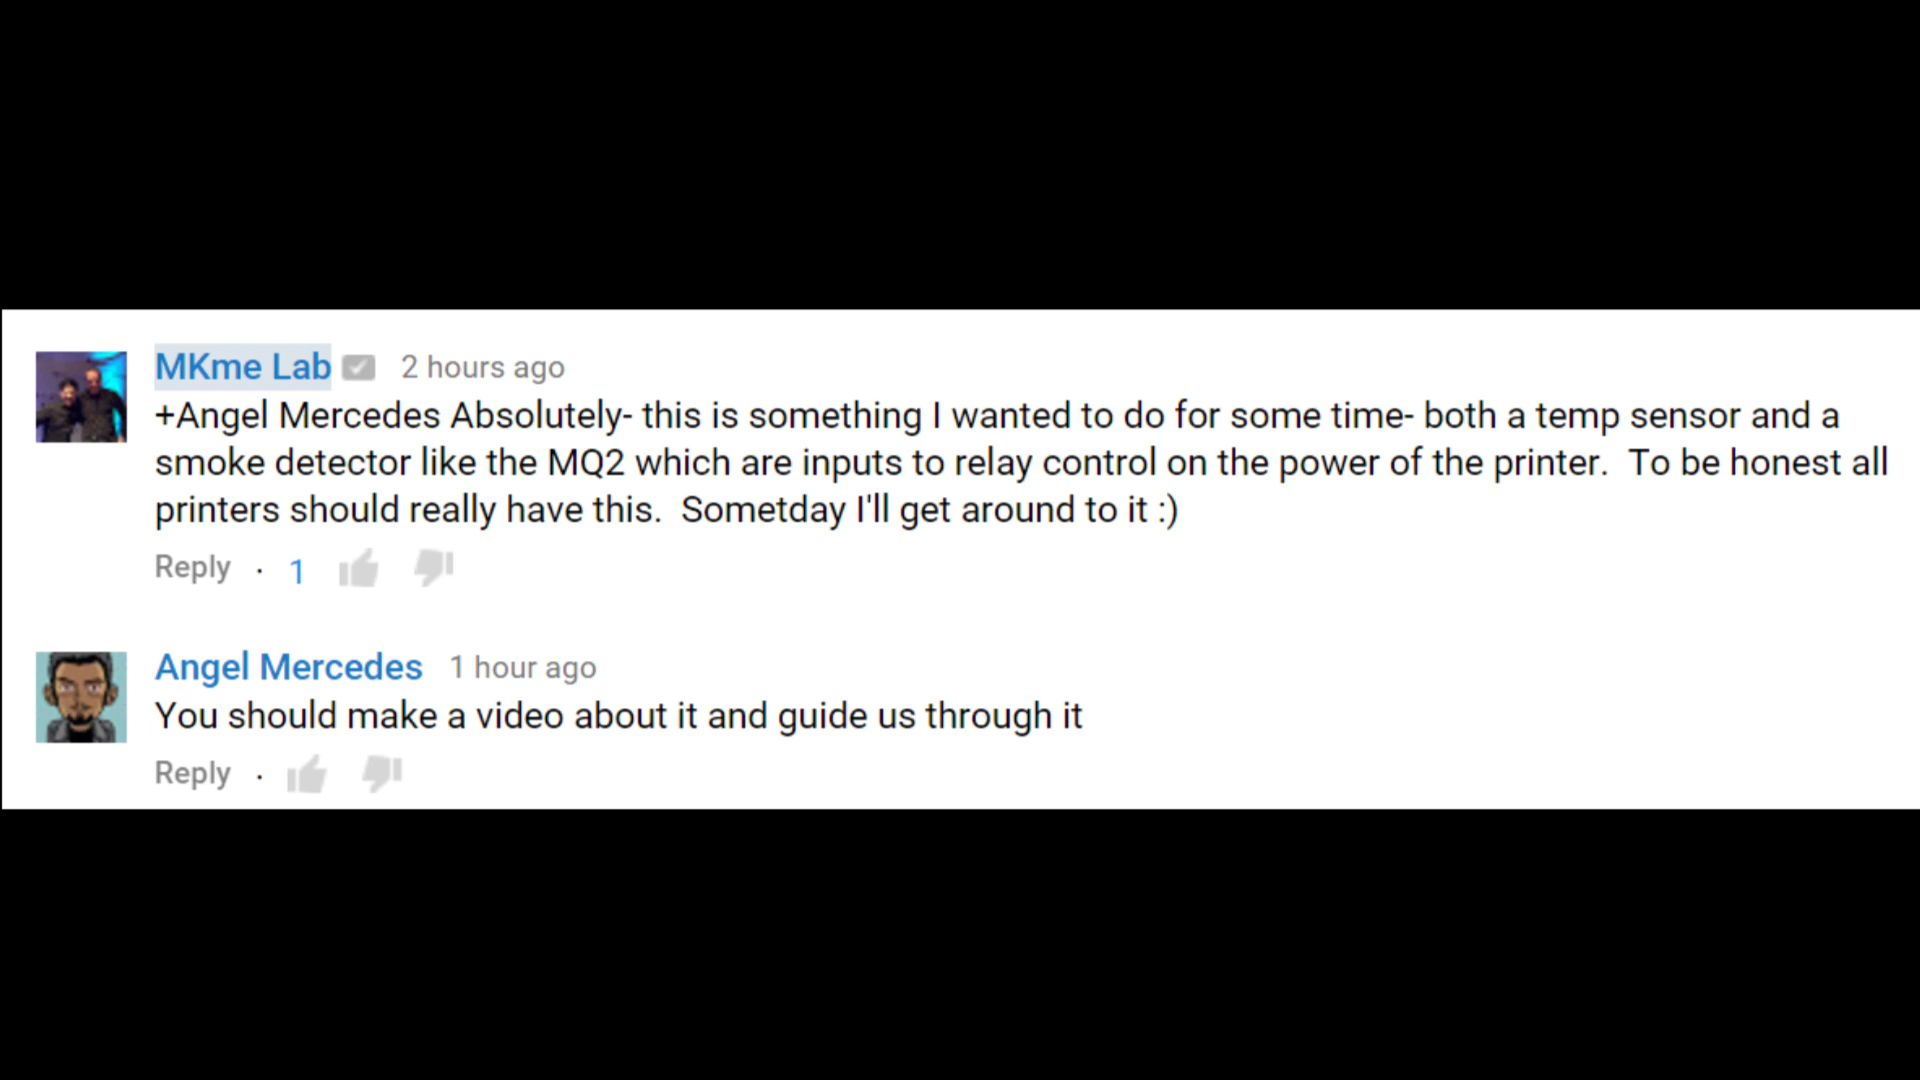 MKme Lab 2 hours ago
+Angel Mercedes Absolutely- this is something I wanted to do for some time- both a temp sensor and a
smoke detector like the MQ2 which are inputs to relay control on the power of the printer.  To be honest all
printers should really have this.  Sometday I'll get around to it :)
Reply · 1
Angel Mercedes 1 hour ago
You should make a video about it and guide us through it
Reply ·